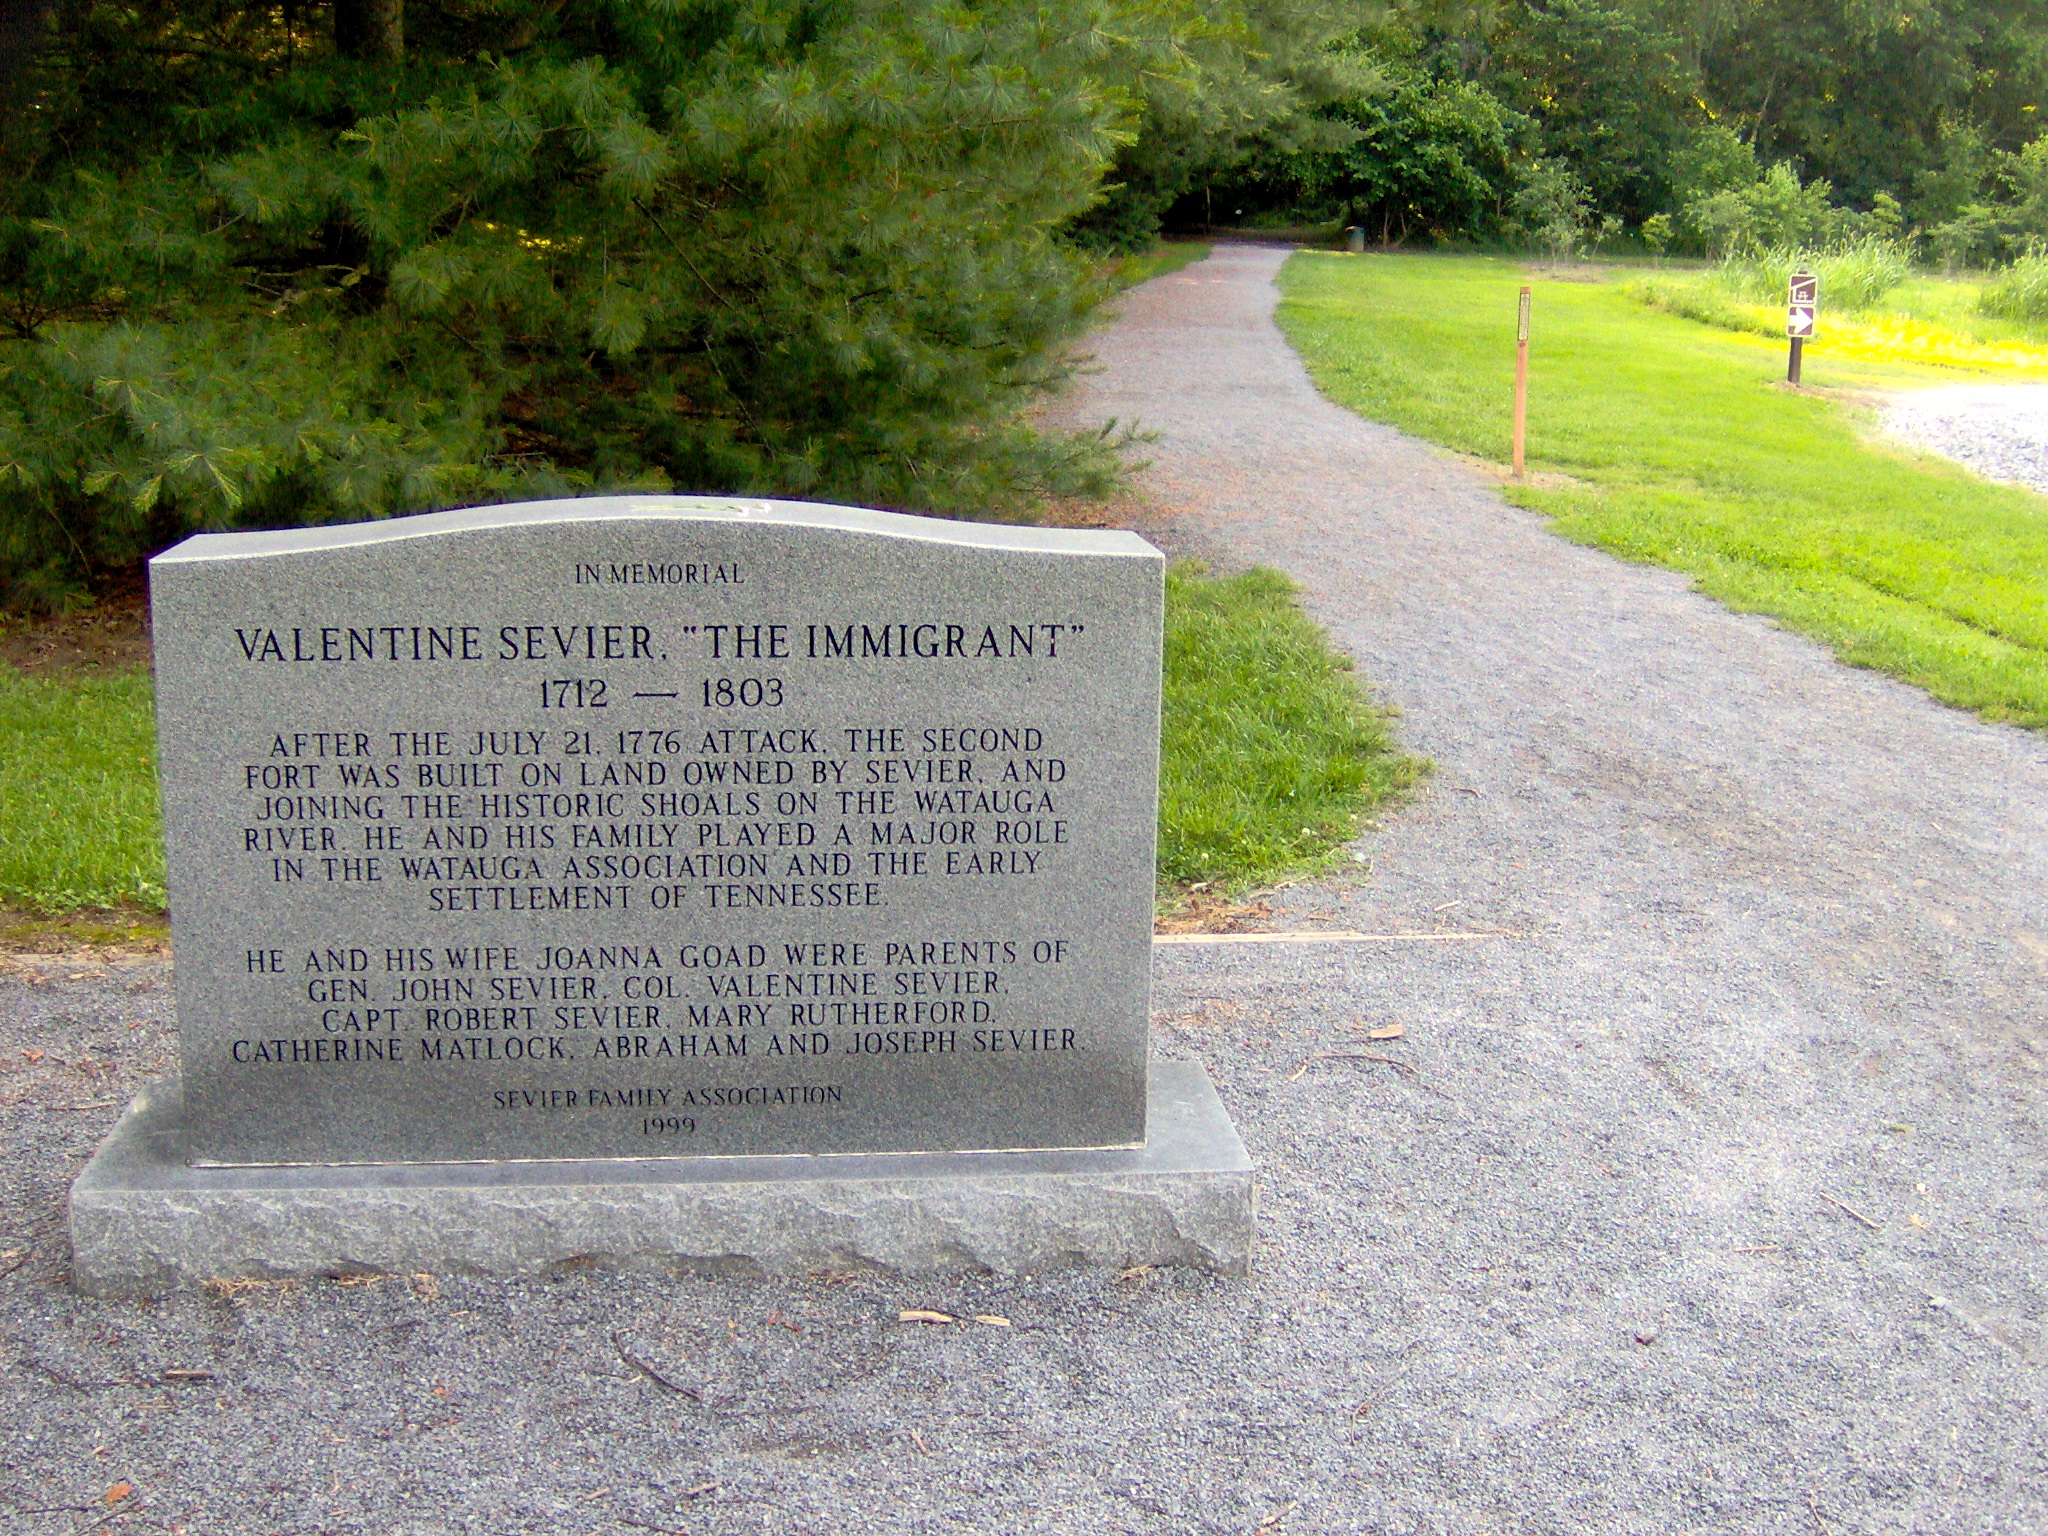 IN MEMORIAL
VALENTINE SEVIER, "THE IMMIGRANT"
1712 — 1803
AFTER THE JULY 21, 1776 ATTACK, THE SECOND
FORT WAS BUILT ON LAND OWNED BY SEVIER, AND
JOINING THE HISTORIC SHOALS ON THE WATAUGA
RIVER. HE AND HIS FAMILY PLAYED A MAJOR ROLE
IN THE WATAUGA ASSOCIATION AND THE EARLY
SETTLEMENT OF TENNESSEE.
HE AND HIS WIFE JOANNA GOAD WERE PARENTS OF
GEN. JOHN SEVIER, COL. VALENTINE SEVIER,
CAPT. ROBERT SEVIER, MARY RUTHERFORD,
CATHERINE MATLOCK, ABRAHAM AND JOSEPH SEVIER.
SEVIER FAMILY ASSOCIATION
1999